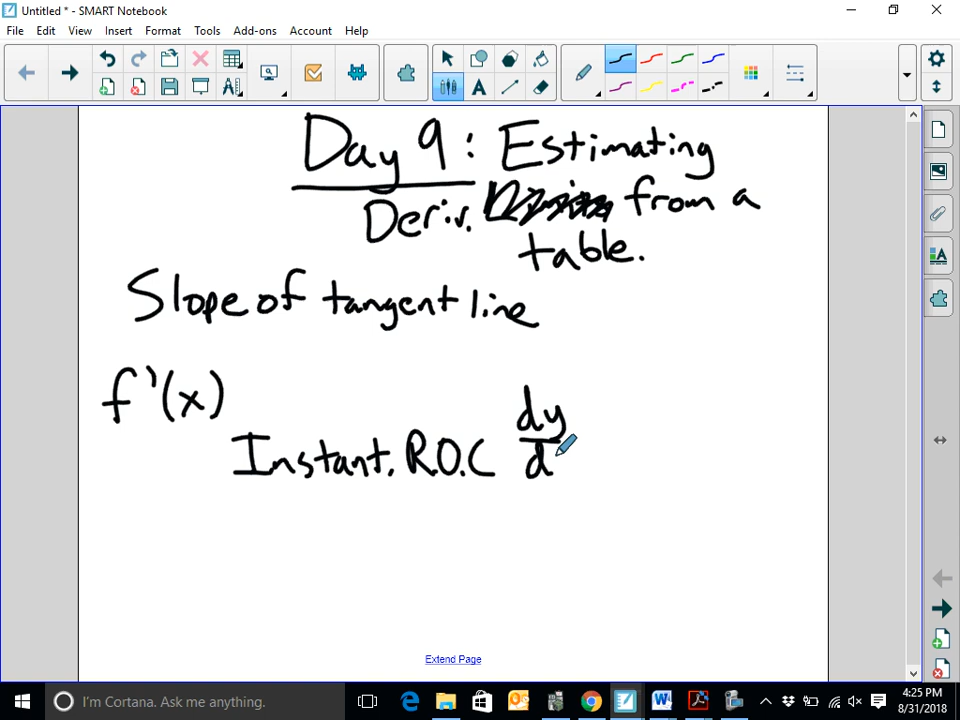 Untitled * - SMART Notebook
File Edit View Insert Format Tools Add-ons Account Help
Day 9 : Estimating
Deriv. from a
table.
Slope of tangent line
f'(x)
dy
Instant. R.O.C d
Extend Page
I'm Cortana. Ask me anything.
4:25 PM
8/31/2018